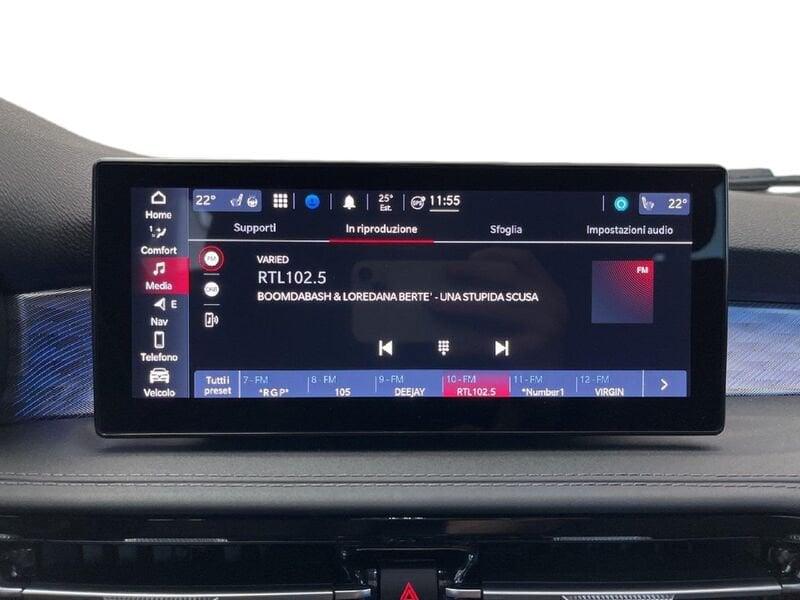 22°
25°
Est.
GPS
11:55
22°
Home
Comfort
Media
E
Nav
Telefono
Veicolo
Supporti
In riproduzione
Sfoglia
Impostazioni audio
FM
VARIED
RTL102.5
BOOMDABASH & LOREDANA BERTE' - UNA STUPIDA SCUSA
DAB
FM
Tutti i
preset
7 - FM
*RGP*
8 - FM
105
9 - FM
DEEJAY
10 - FM
RTL102.5
11 - FM
*Number1
12 - FM
VIRGIN